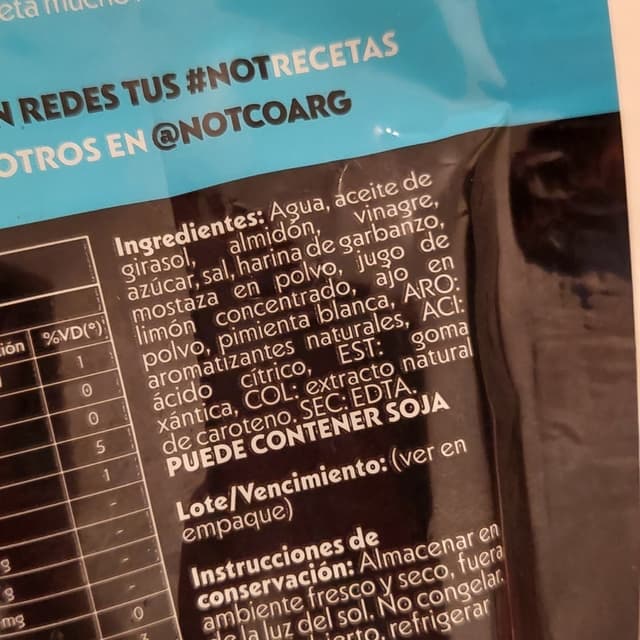 N REDES TUS #NOTRECETAS
OTROS EN @NOTCOARG
Ingredientes: Agua, aceite de
girasol, almidón, vinagre,
azúcar, sal, harina de garbanzo,
mostaza en polvo, jugo de
limón concentrado, ajo en
polvo, pimienta blanca, ARO:
aromatizantes naturales, ACI:
ácido cítrico, EST: goma
xántica, COL: extracto natural
de caroteno, SEC: EDTA.
PUEDE CONTENER SOJA
Lote/Vencimiento: (ver en
empaque)
Instrucciones de
conservación: Almacenar en
ambiente fresco y seco, fuera
de la luz del sol. No congelar.
refrigerar
ión %VD(*)
1
0
0
5
1
-
-
-
g -
g -
mg 0